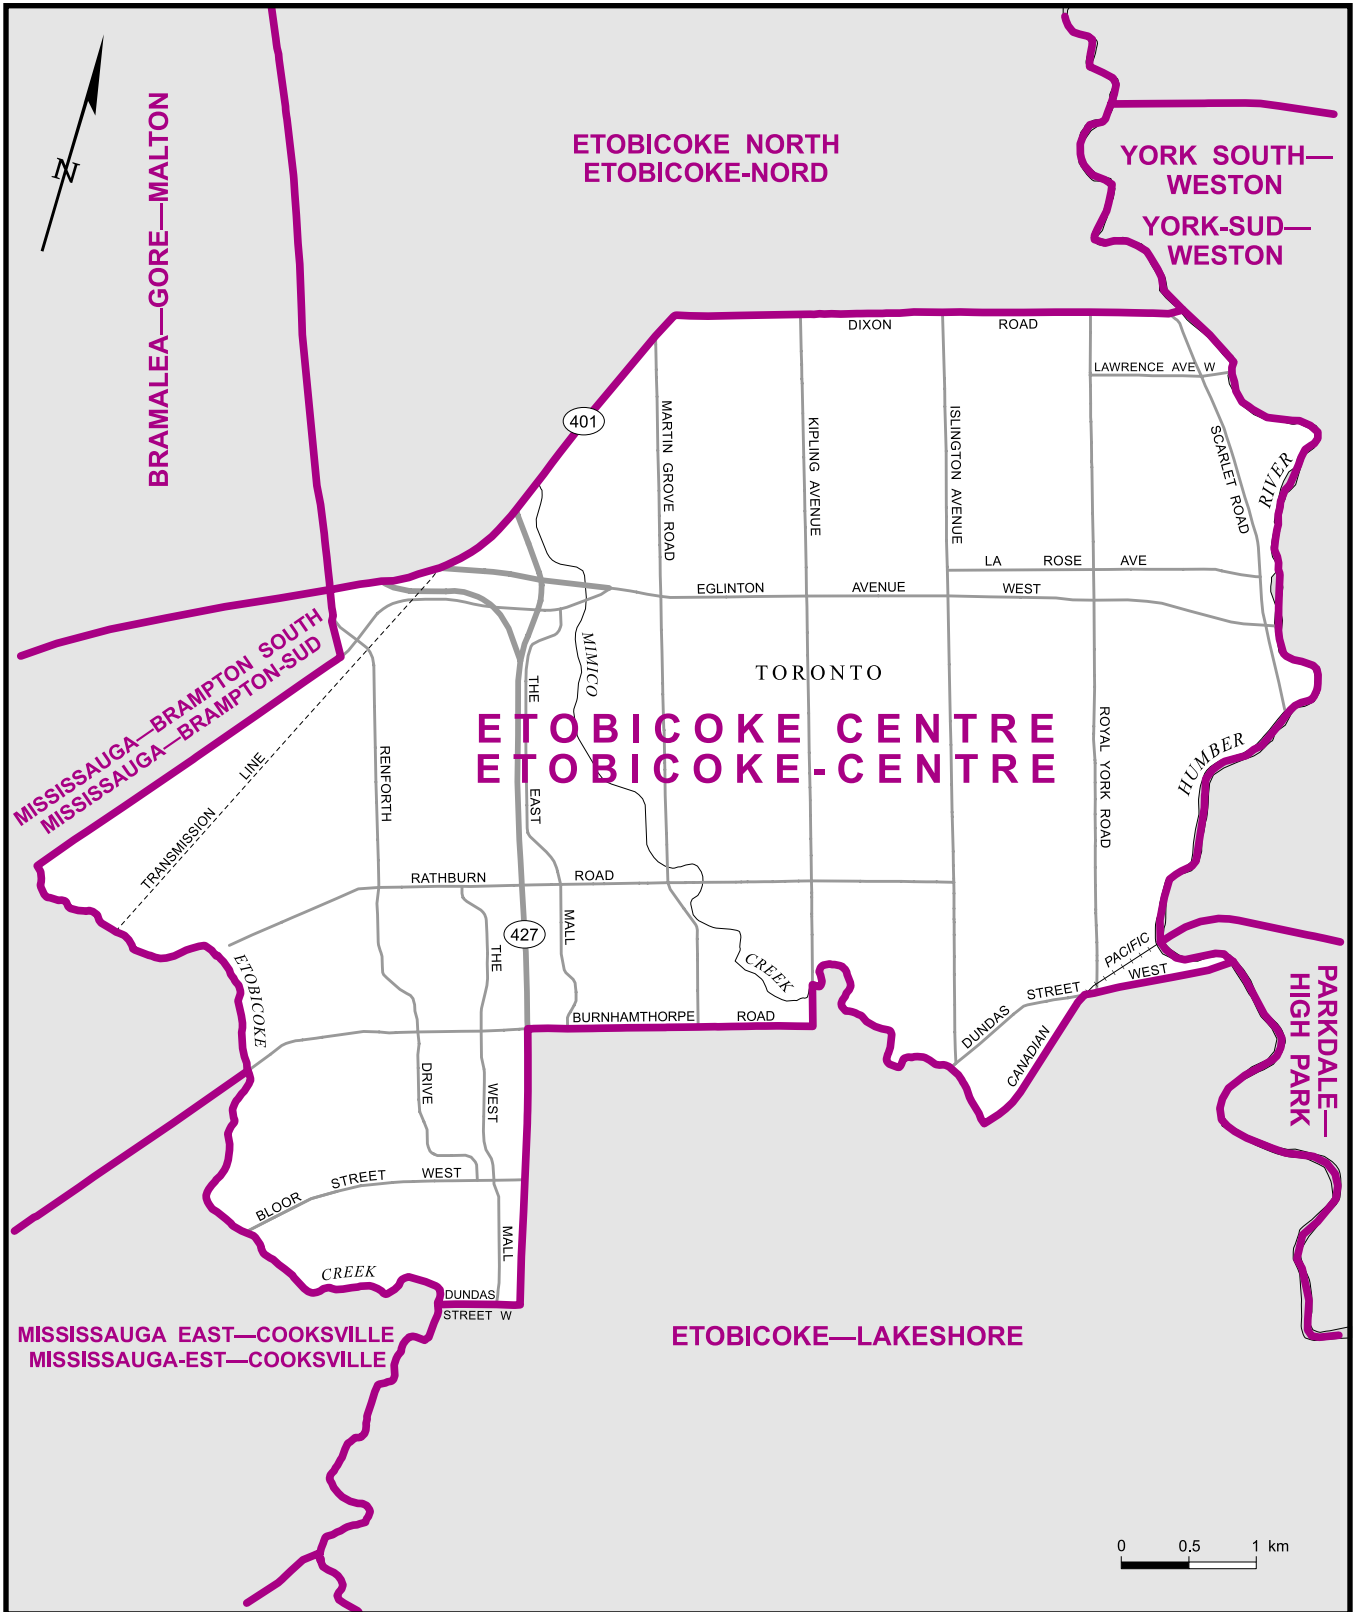 N
BRAMALEA—GORE—MALTON
ETOBICOKE NORTH
ETOBICOKE-NORD
YORK SOUTH—
WESTON
YORK-SUD—
WESTON
DIXON ROAD
LAWRENCE AVE W
401
MARTIN GROVE ROAD
KIPLING AVENUE
ISLINGTON AVENUE
SCARLET ROAD
RIVER
LA ROSE AVE
EGLINTON AVENUE WEST
MISSISSAUGA—BRAMPTON SOUTH
MISSISSAUGA—BRAMPTON-SUD
MIMICO
TORONTO
ETOBICOKE CENTRE
ETOBICOKE-CENTRE
THE EAST MALL
ROYAL YORK ROAD
HUMBER
RENFORTH
TRANSMISSION LINE
RATHBURN ROAD
427
THE WEST MALL
ETOBICOKE
CREEK
PACIFIC
DUNDAS STREET WEST
CANADIAN
PARKDALE—
HIGH PARK
BURNHAMTHORPE ROAD
DRIVE
BLOOR STREET WEST
CREEK
DUNDAS
STREET W
MISSISSAUGA EAST—COOKSVILLE
MISSISSAUGA-EST—COOKSVILLE
ETOBICOKE—LAKESHORE
0 0.5 1 km